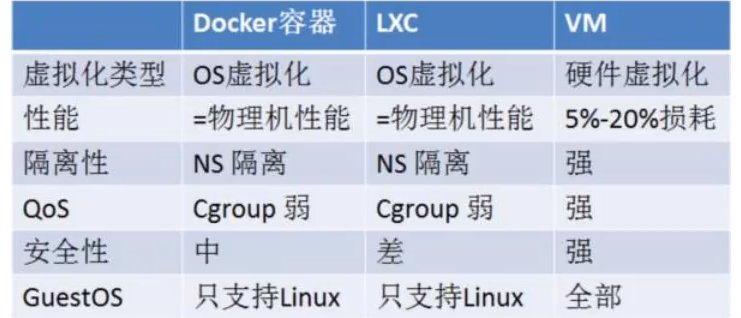 Docker容器 LXC VM
虚拟化类型 OS虚拟化 OS虚拟化 硬件虚拟化
性能 =物理机性能 =物理机性能 5%-20%损耗
隔离性 NS 隔离 NS 隔离 强
QoS Cgroup 弱 Cgroup 弱 强
安全性 中 差 强
GuestOS 只支持Linux 只支持Linux 全部